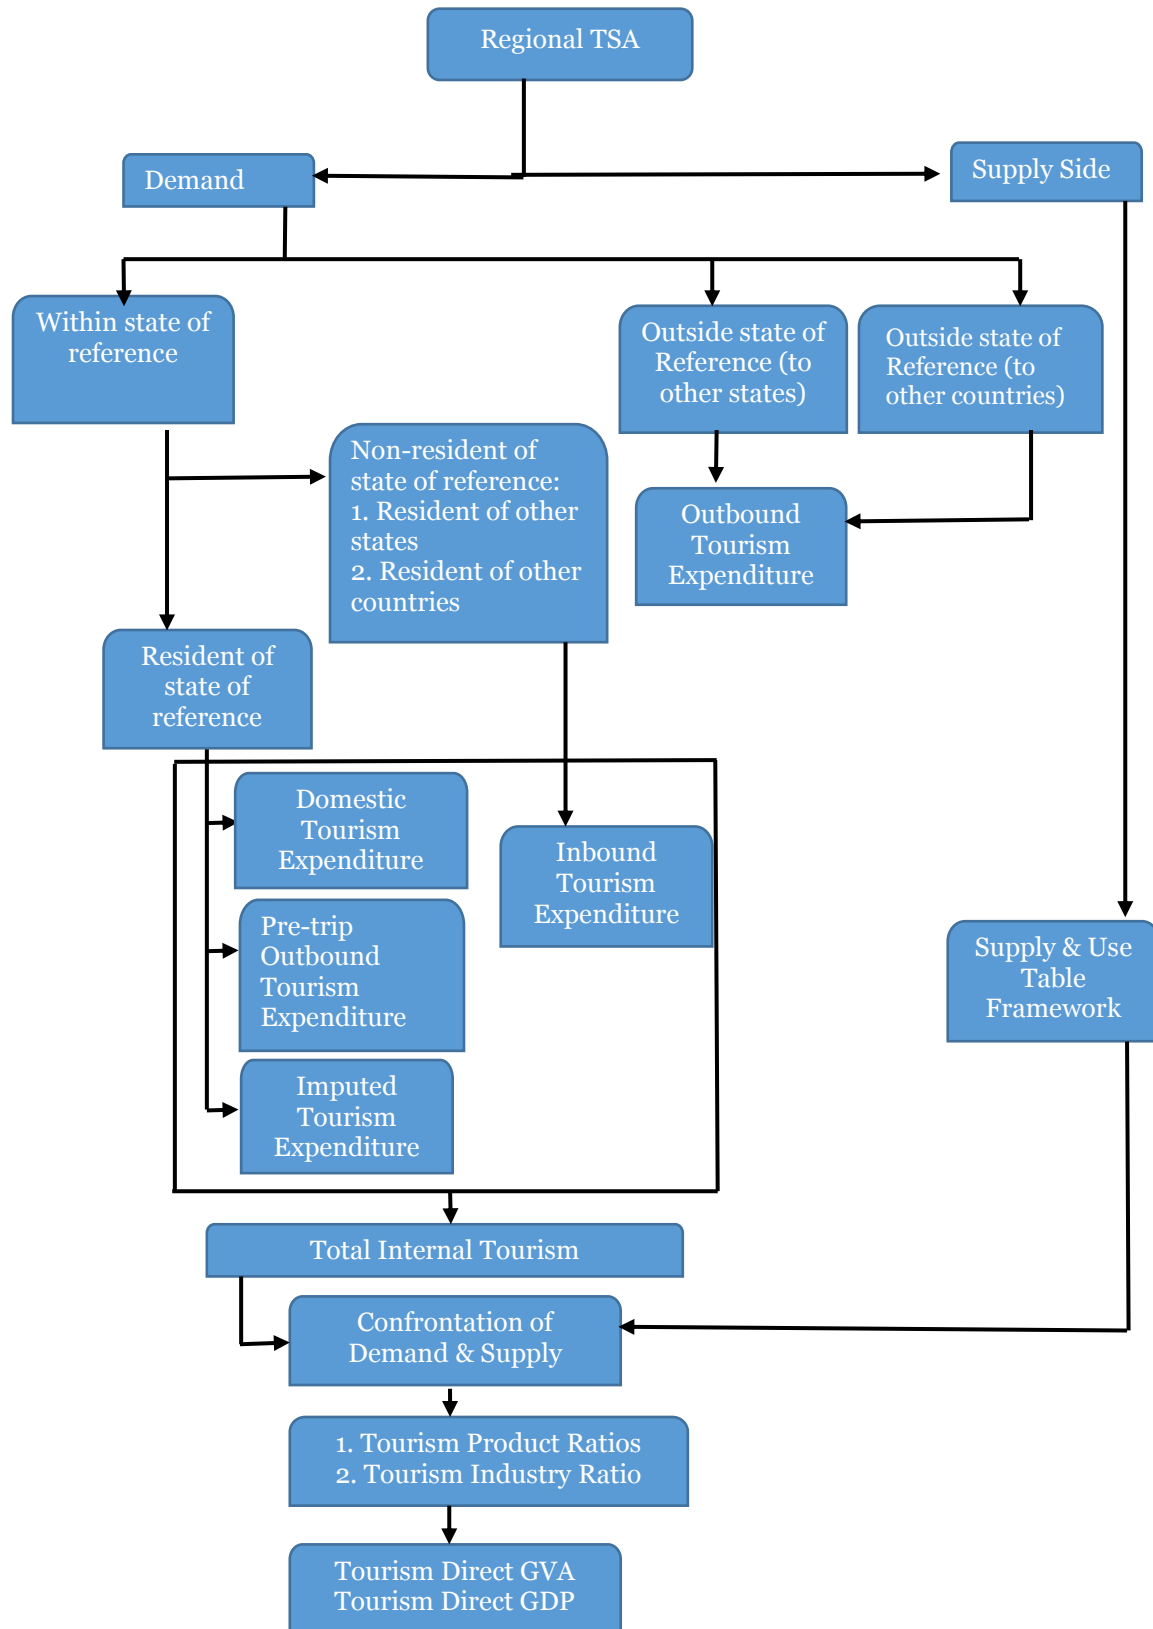 Regional TSA
Demand
Supply Side
Within state of
reference
Outside state of
Reference (to
other states)
Outside state of
Reference (to
other countries)
Non-resident of
state of reference:
1. Resident of other
states
2. Resident of other
countries
Outbound
Tourism
Expenditure
Resident of
state of
reference
Domestic
Tourism
Expenditure
Inbound
Tourism
Expenditure
Pre-trip
Outbound
Tourism
Expenditure
Supply & Use
Table
Framework
Imputed
Tourism
Expenditure
Total Internal Tourism
Confrontation of
Demand & Supply
1. Tourism Product Ratios
2. Tourism Industry Ratio
Tourism Direct GVA
Tourism Direct GDP